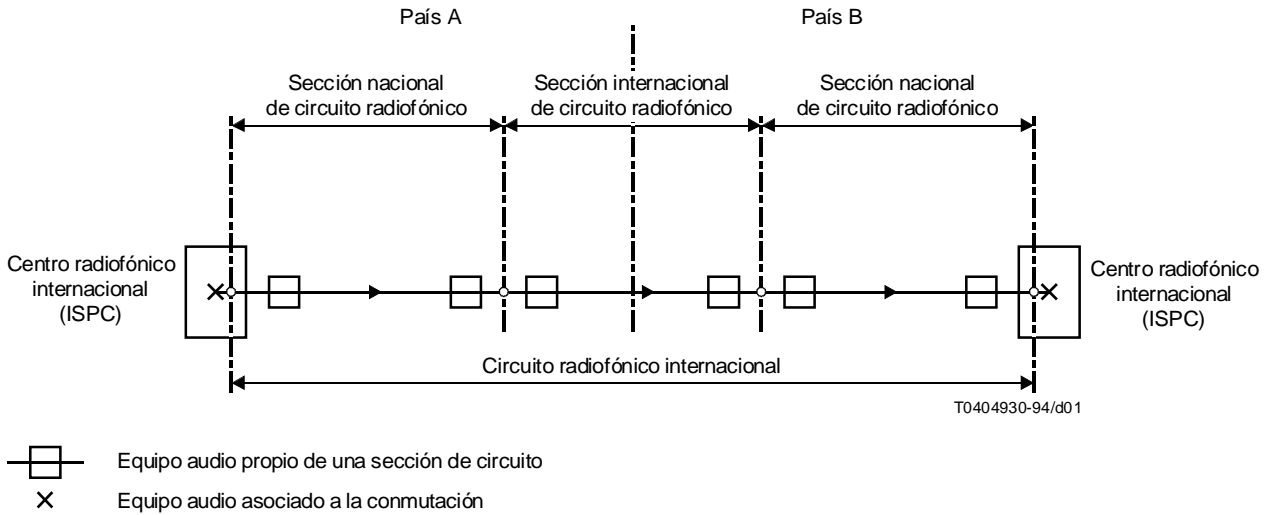 País A
País B
Sección nacional
de circuito radiofónico
Sección internacional
de circuito radiofónico
Sección nacional
de circuito radiofónico
Centro radiofónico
internacional
(ISPC)
Centro radiofónico
internacional
(ISPC)
Circuito radiofónico internacional
T0404930-94/d01
Equipo audio propio de una sección de circuito
Equipo audio asociado a la conmutación